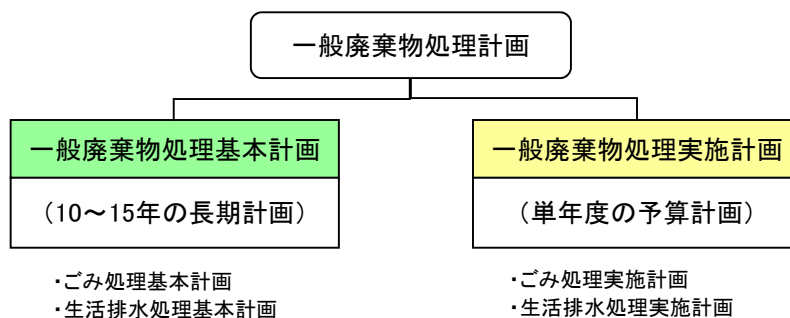 一般廃棄物処理計画
一般廃棄物処理基本計画
（10～15年の長期計画）
・ごみ処理基本計画
・生活排水処理基本計画
一般廃棄物処理実施計画
（単年度の予算計画）
・ごみ処理実施計画
・生活排水処理実施計画